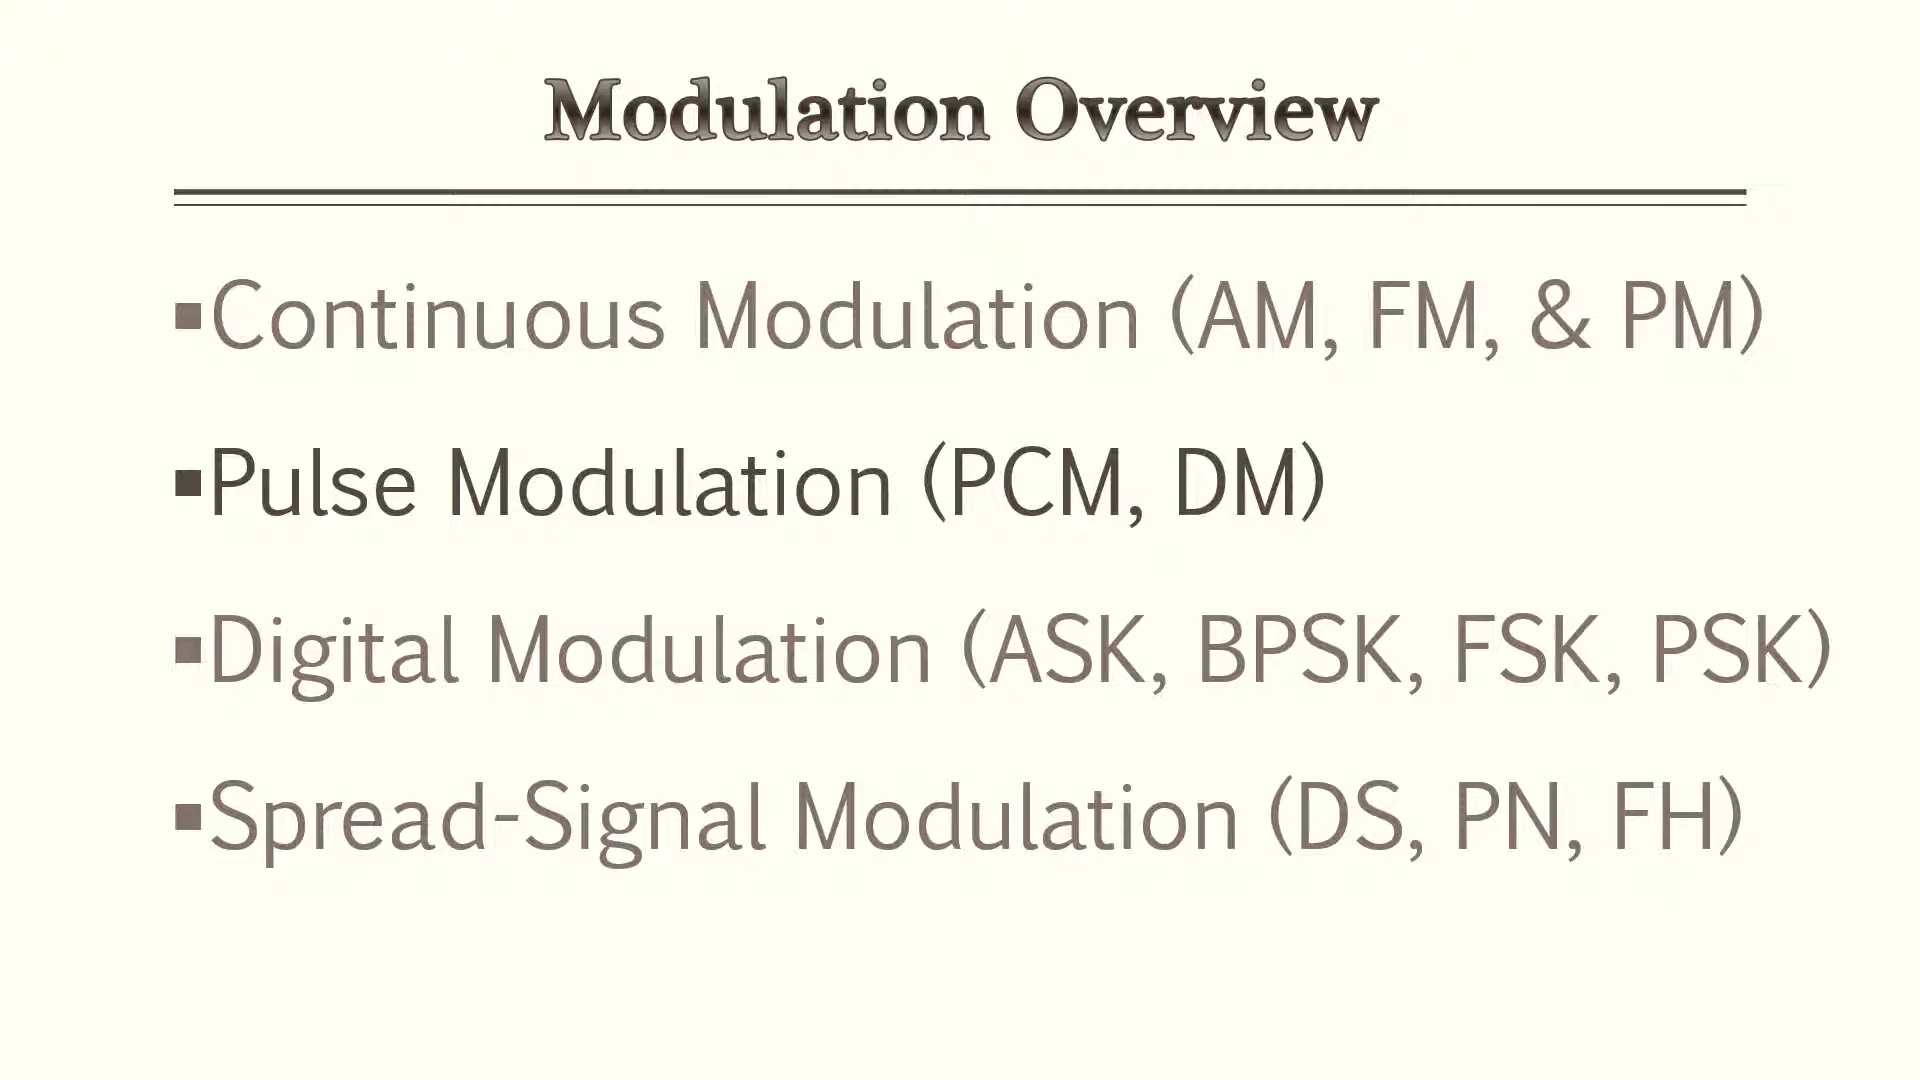 Modulation Overview
▪Continuous Modulation (AM, FM, & PM)
▪Pulse Modulation (PCM, DM)
▪Digital Modulation (ASK, BPSK, FSK, PSK)
▪Spread-Signal Modulation (DS, PN, FH)